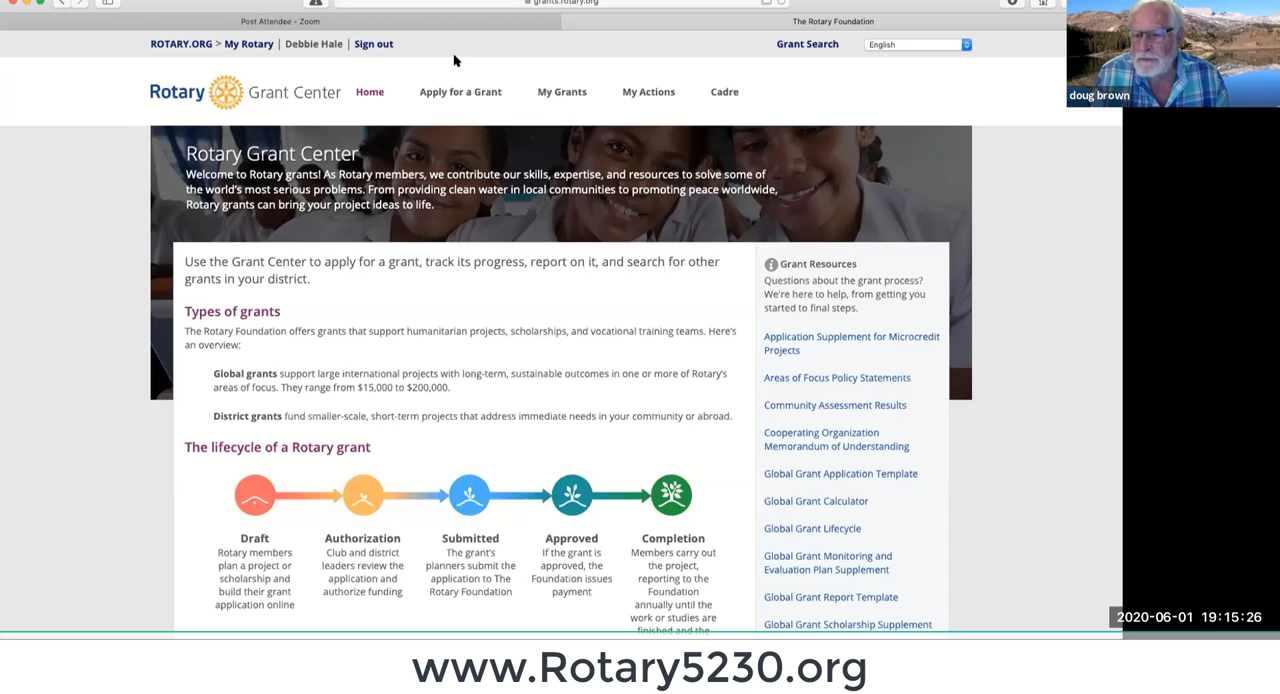 grants.rotary.org
Post Attendee - Zoom
The Rotary Foundation
ROTARY.ORG > My Rotary | Debbie Hale | Sign out
Grant Search
English
Rotary Grant Center
Home
Apply for a Grant
My Grants
My Actions
Cadre
doug brown
Rotary Grant Center
Welcome to Rotary grants! As Rotary members, we contribute our skills, expertise, and resources to solve some of
the world's most serious problems. From providing clean water in local communities to promoting peace worldwide,
Rotary grants can bring your project ideas to life.
Use the Grant Center to apply for a grant, track its progress, report on it, and search for other
grants in your district.
Types of grants
The Rotary Foundation offers grants that support humanitarian projects, scholarships, and vocational training teams. Here's
an overview:
Global grants support large international projects with long-term, sustainable outcomes in one or more of Rotary's
areas of focus. They range from $15,000 to $200,000.
District grants fund smaller-scale, short-term projects that address immediate needs in your community or abroad.
The lifecycle of a Rotary grant
Draft
Rotary members
plan a project or
scholarship and
build their grant
application online
Authorization
Club and district
leaders review the
application and
authorize funding
Submitted
The grant's
planners submit the
application to The
Rotary Foundation
Approved
If the grant is
approved, the
Foundation issues
payment
Completion
Members carry out
the project,
reporting to the
Foundation
annually until the
work or studies are
finished and the
Grant Resources
Questions about the grant process?
We're here to help, from getting you
started to final steps.
Application Supplement for Microcredit
Projects
Areas of Focus Policy Statements
Community Assessment Results
Cooperating Organization
Memorandum of Understanding
Global Grant Application Template
Global Grant Calculator
Global Grant Lifecycle
Global Grant Monitoring and
Evaluation Plan Supplement
Global Grant Report Template
Global Grant Scholarship Supplement
2020-06-01 19:15:26
www.Rotary5230.org